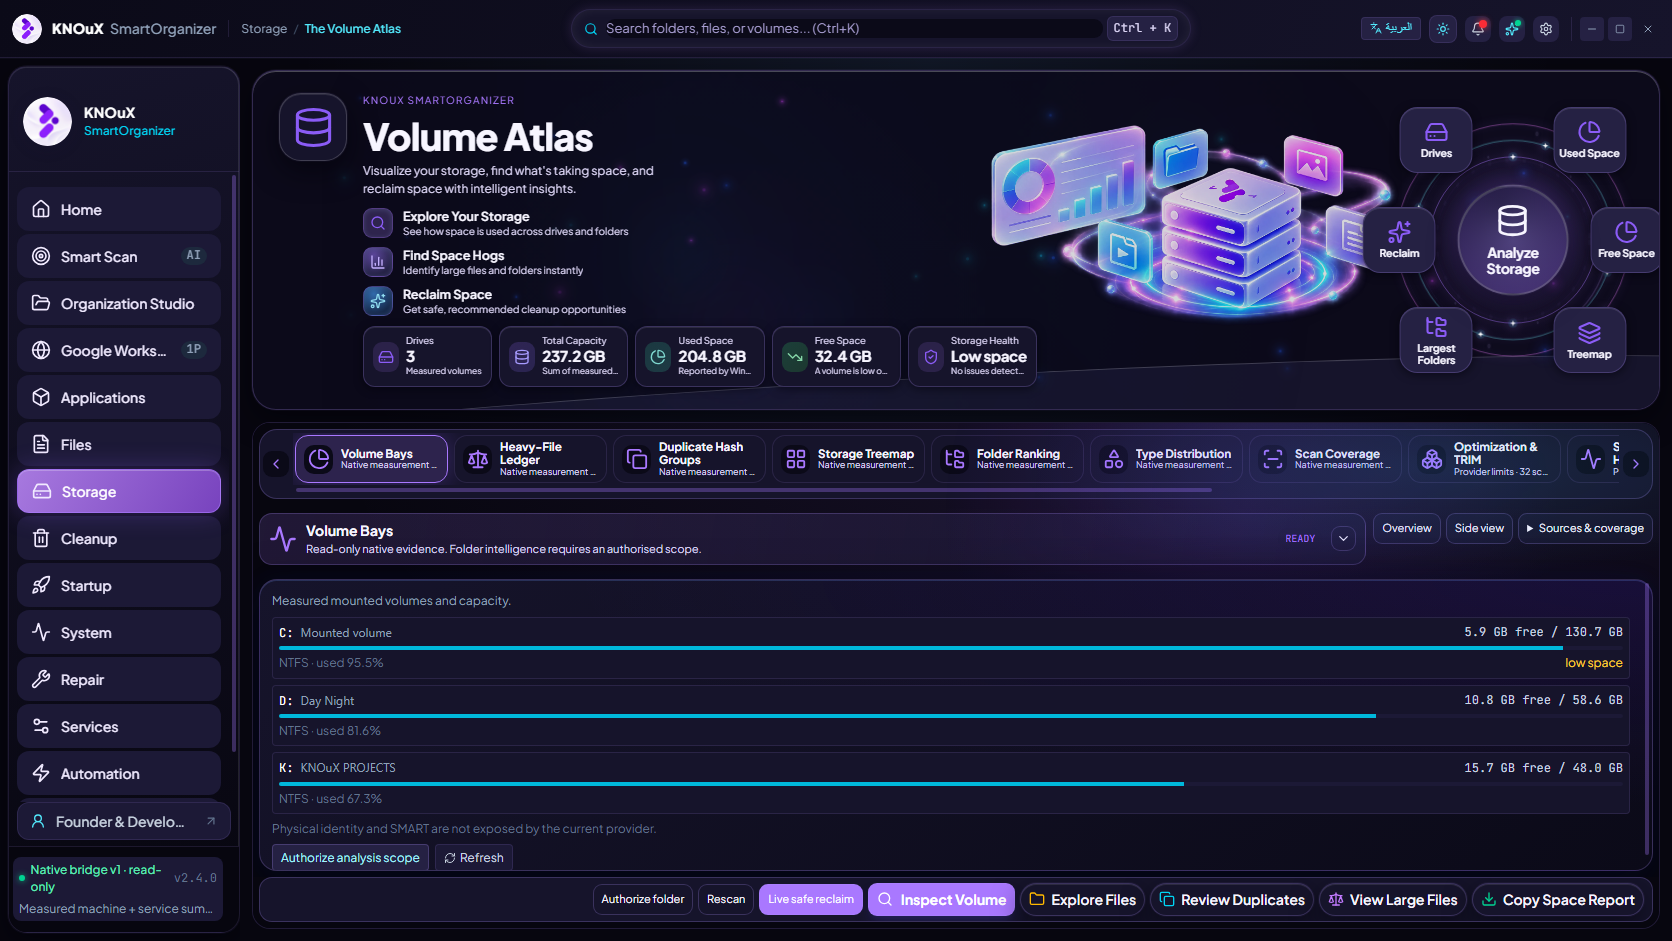 KNOuX SmartOrganizer
Storage / The Volume Atlas
Search folders, files, or volumes... (Ctrl+K)
Ctrl + K
العربية
KNOuX
SmartOrganizer
Home
Smart Scan
AI
Organization Studio
Google Works...
1P
Applications
Files
Storage
Cleanup
Startup
System
Repair
Services
Automation
Founder & Develo...
Native bridge v1 · read-only
v2.4.0
Measured machine + service sum...
KNOUX SMARTORGANIZER
Volume Atlas
Visualize your storage, find what's taking space, and
reclaim space with intelligent insights.
Explore Your Storage
See how space is used across drives and folders
Find Space Hogs
Identify large files and folders instantly
Reclaim Space
Get safe, recommended cleanup opportunities
Drives
3
Measured volumes
Total Capacity
237.2 GB
Sum of measured...
Used Space
204.8 GB
Reported by Win...
Free Space
32.4 GB
A volume is low o...
Storage Health
Low space
No issues detect...
Drives
Used Space
Reclaim
Analyze
Storage
Free Space
Largest
Folders
Treemap
Volume Bays
Native measurement ...
Heavy-File
Ledger
Native measurement ...
Duplicate Hash
Groups
Native measurement ...
Storage Treemap
Native measurement ...
Folder Ranking
Native measurement ...
Type Distribution
Native measurement ...
Scan Coverage
Native measurement ...
Optimization &
TRIM
Provider limits · 32 sc...
Volume Bays
Read-only native evidence. Folder intelligence requires an authorised scope.
READY
Overview
Side view
Sources & coverage
Measured mounted volumes and capacity.
C: Mounted volume
5.9 GB free / 130.7 GB
NTFS · used 95.5%
low space
D: Day Night
10.8 GB free / 58.6 GB
NTFS · used 81.6%
K: KNOuX PROJECTS
15.7 GB free / 48.0 GB
NTFS · used 67.3%
Physical identity and SMART are not exposed by the current provider.
Authorize analysis scope
Refresh
Authorize folder
Rescan
Live safe reclaim
Inspect Volume
Explore Files
Review Duplicates
View Large Files
Copy Space Report